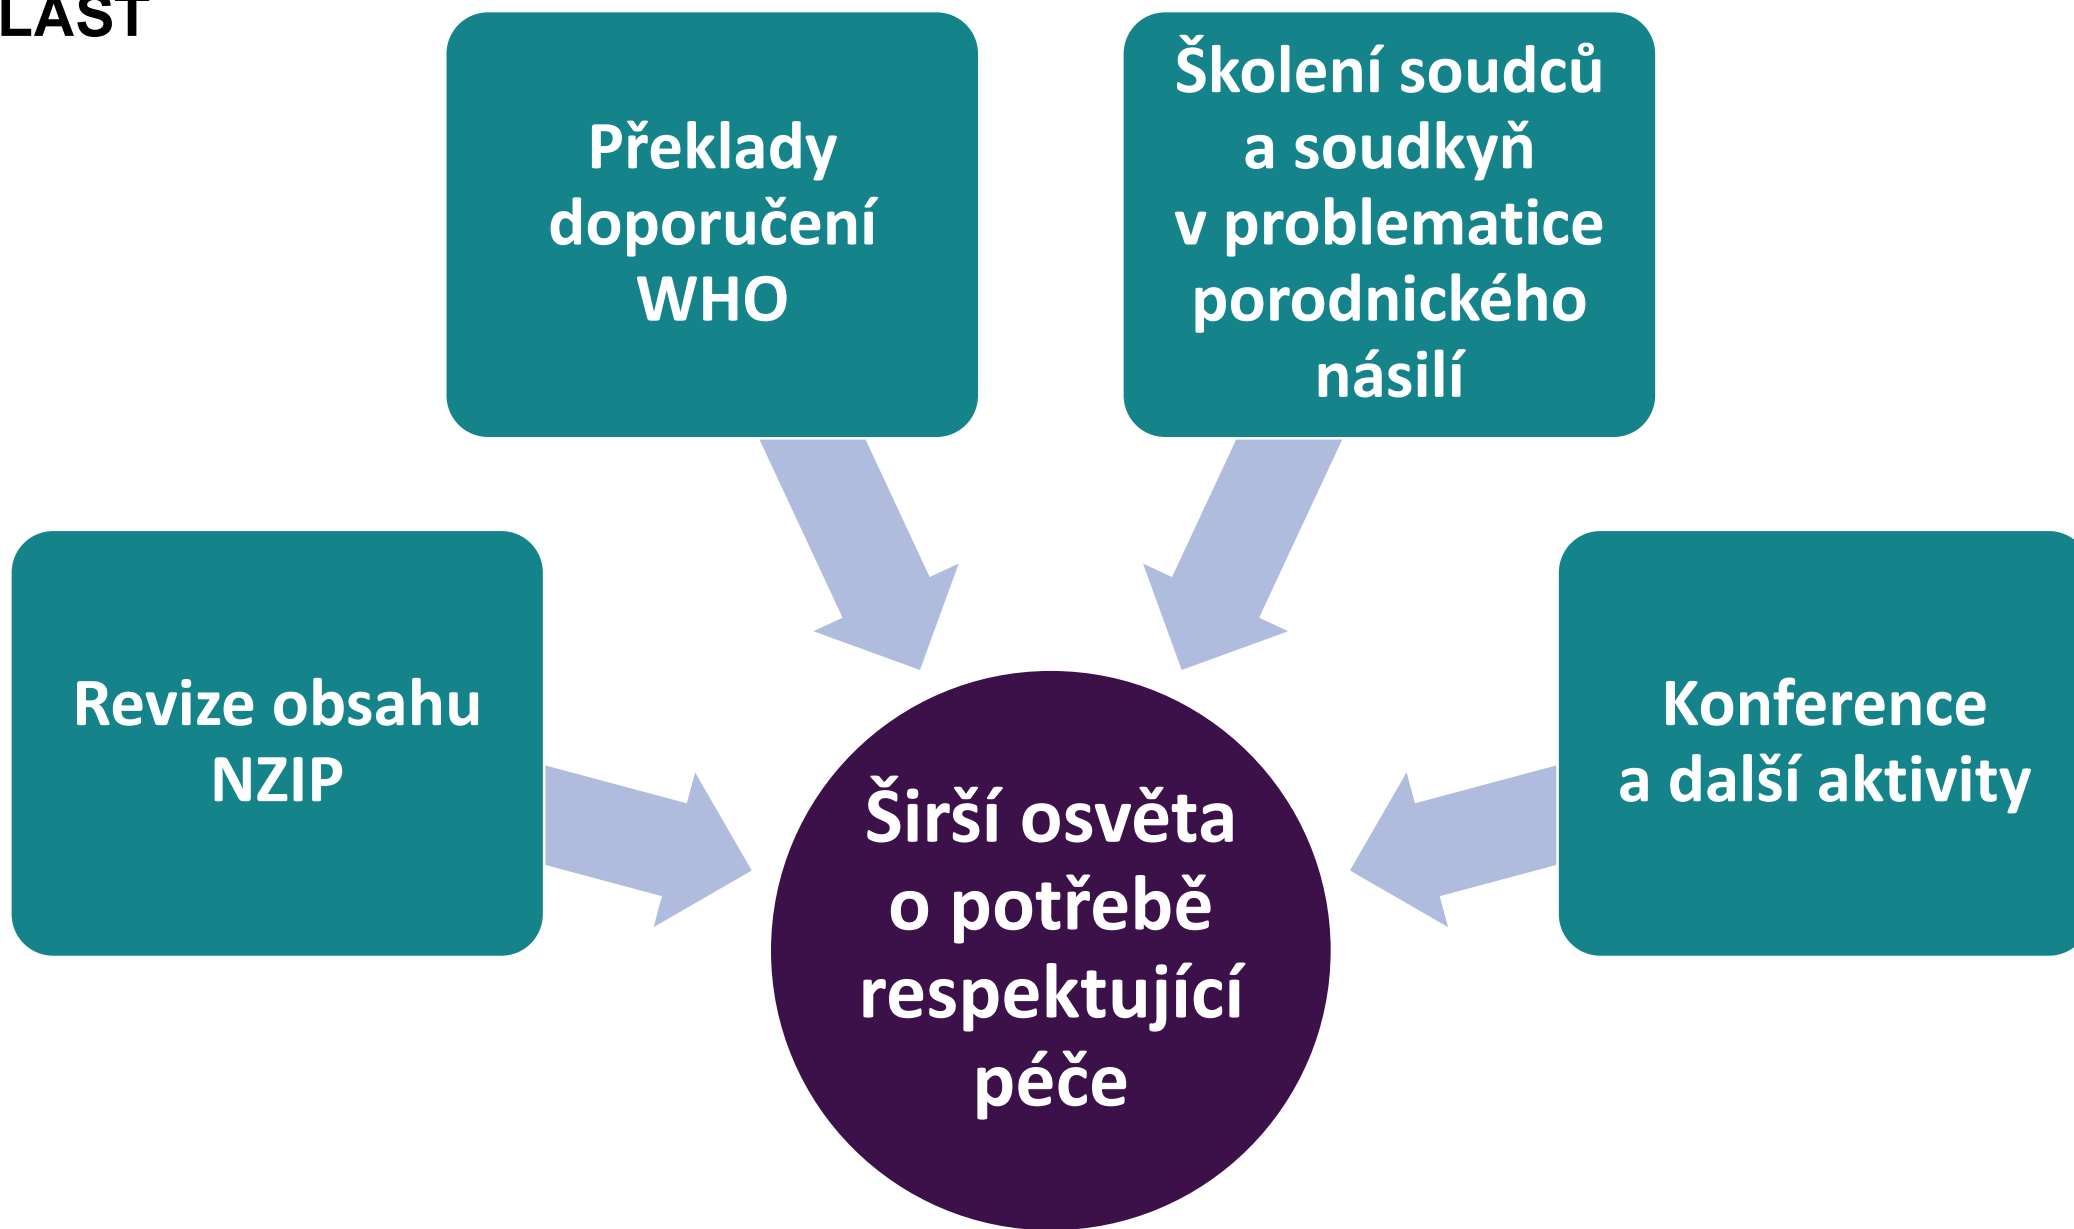 LAST
Překlady
doporučení
WHO
Školení soudců
a soudkyň
v problematice
porodnického
násilí
Revize obsahu
NZIP
Konference
a další aktivity
Širší osvěta
o potřebě
respektující
péče